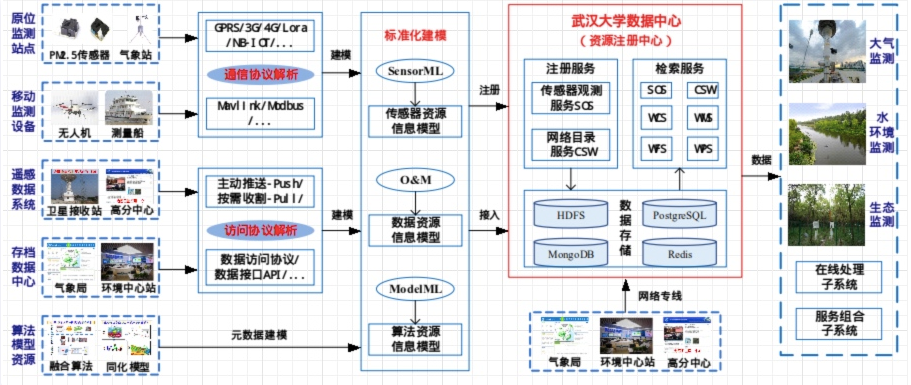 原位
监测
站点
PM2.5传感器
气象站
移动
监测
设备
无人机
测量船
遥感
数据
系统
卫星接收站
高分中心
存档
数据
中心
气象局
环境中心站
算法
模型
资源
融合算法
同化模型
GPRS/3G/4G/Lora
/NB-IOT/...
通信协议解析
Mavlink/Modbus
/...
主动推送-Push/
按需收割-Pull/
访问协议解析
数据访问协议/
数据接口API/...
建模
建模
元数据建模
标准化建模
SensorML
传感器资源
信息模型
O&M
数据资源
信息模型
ModelML
算法资源
信息模型
注册
接入
武汉大学数据中心
（资源注册中心）
注册服务
传感器观测
服务SOS
网络目录
服务CSW
检索服务
SOS
CSW
WCS
WMS
WFS
WPS
HDFS
MongoDB
数据存储
PostgreSQL
Redis
网络专线
气象局
环境中心站
高分中心
数据
大气
监测
水
环境
监测
生态
监测
在线处理
子系统
服务组合
子系统